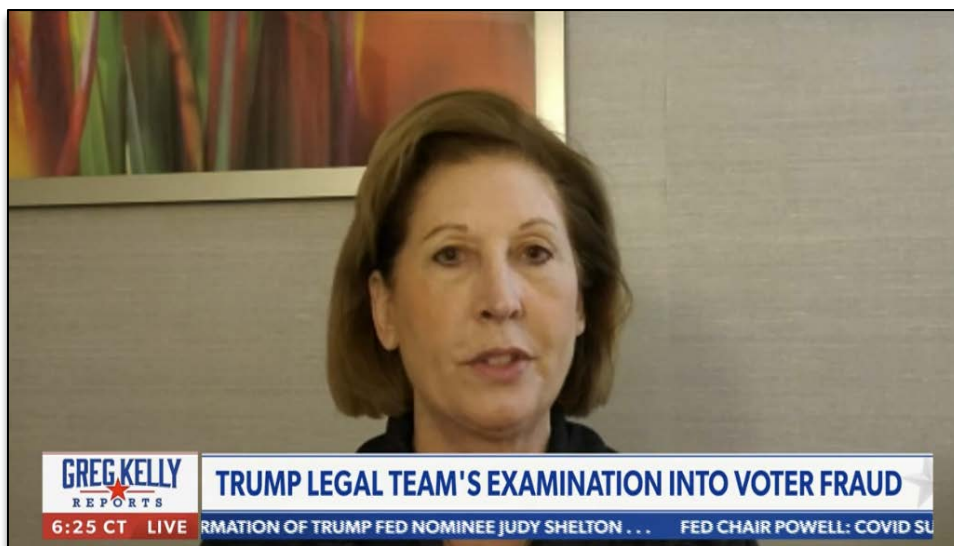 GREG KELLY
REPORTS
TRUMP LEGAL TEAM'S EXAMINATION INTO VOTER FRAUD
6:25 CT LIVE RMATION OF TRUMP FED NOMINEE JUDY SHELTON . . . FED CHAIR POWELL: COVID SU